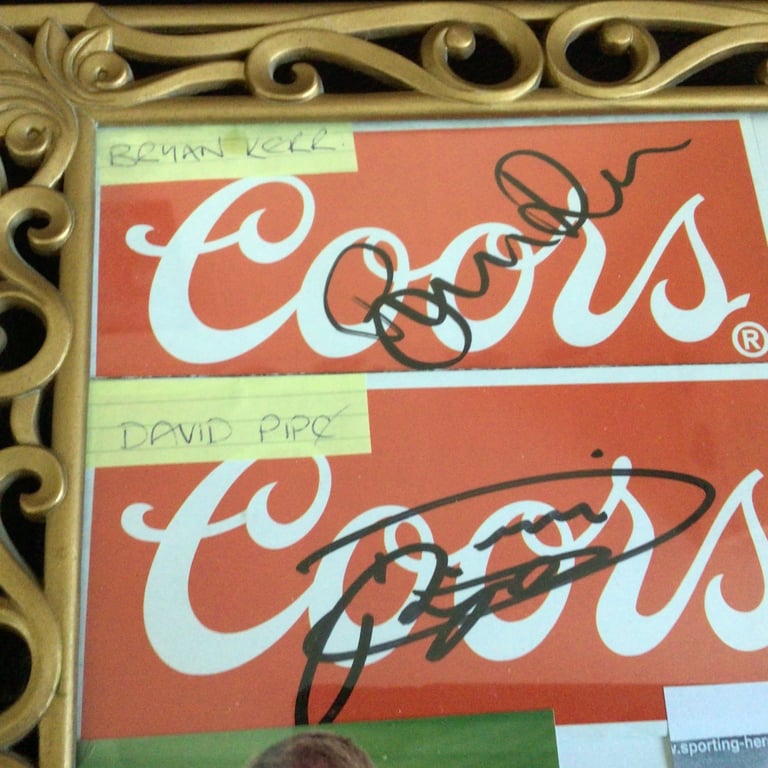 BRYAN KERR.
Coors
®
DAVID PIPE
Coors
.sporting-her